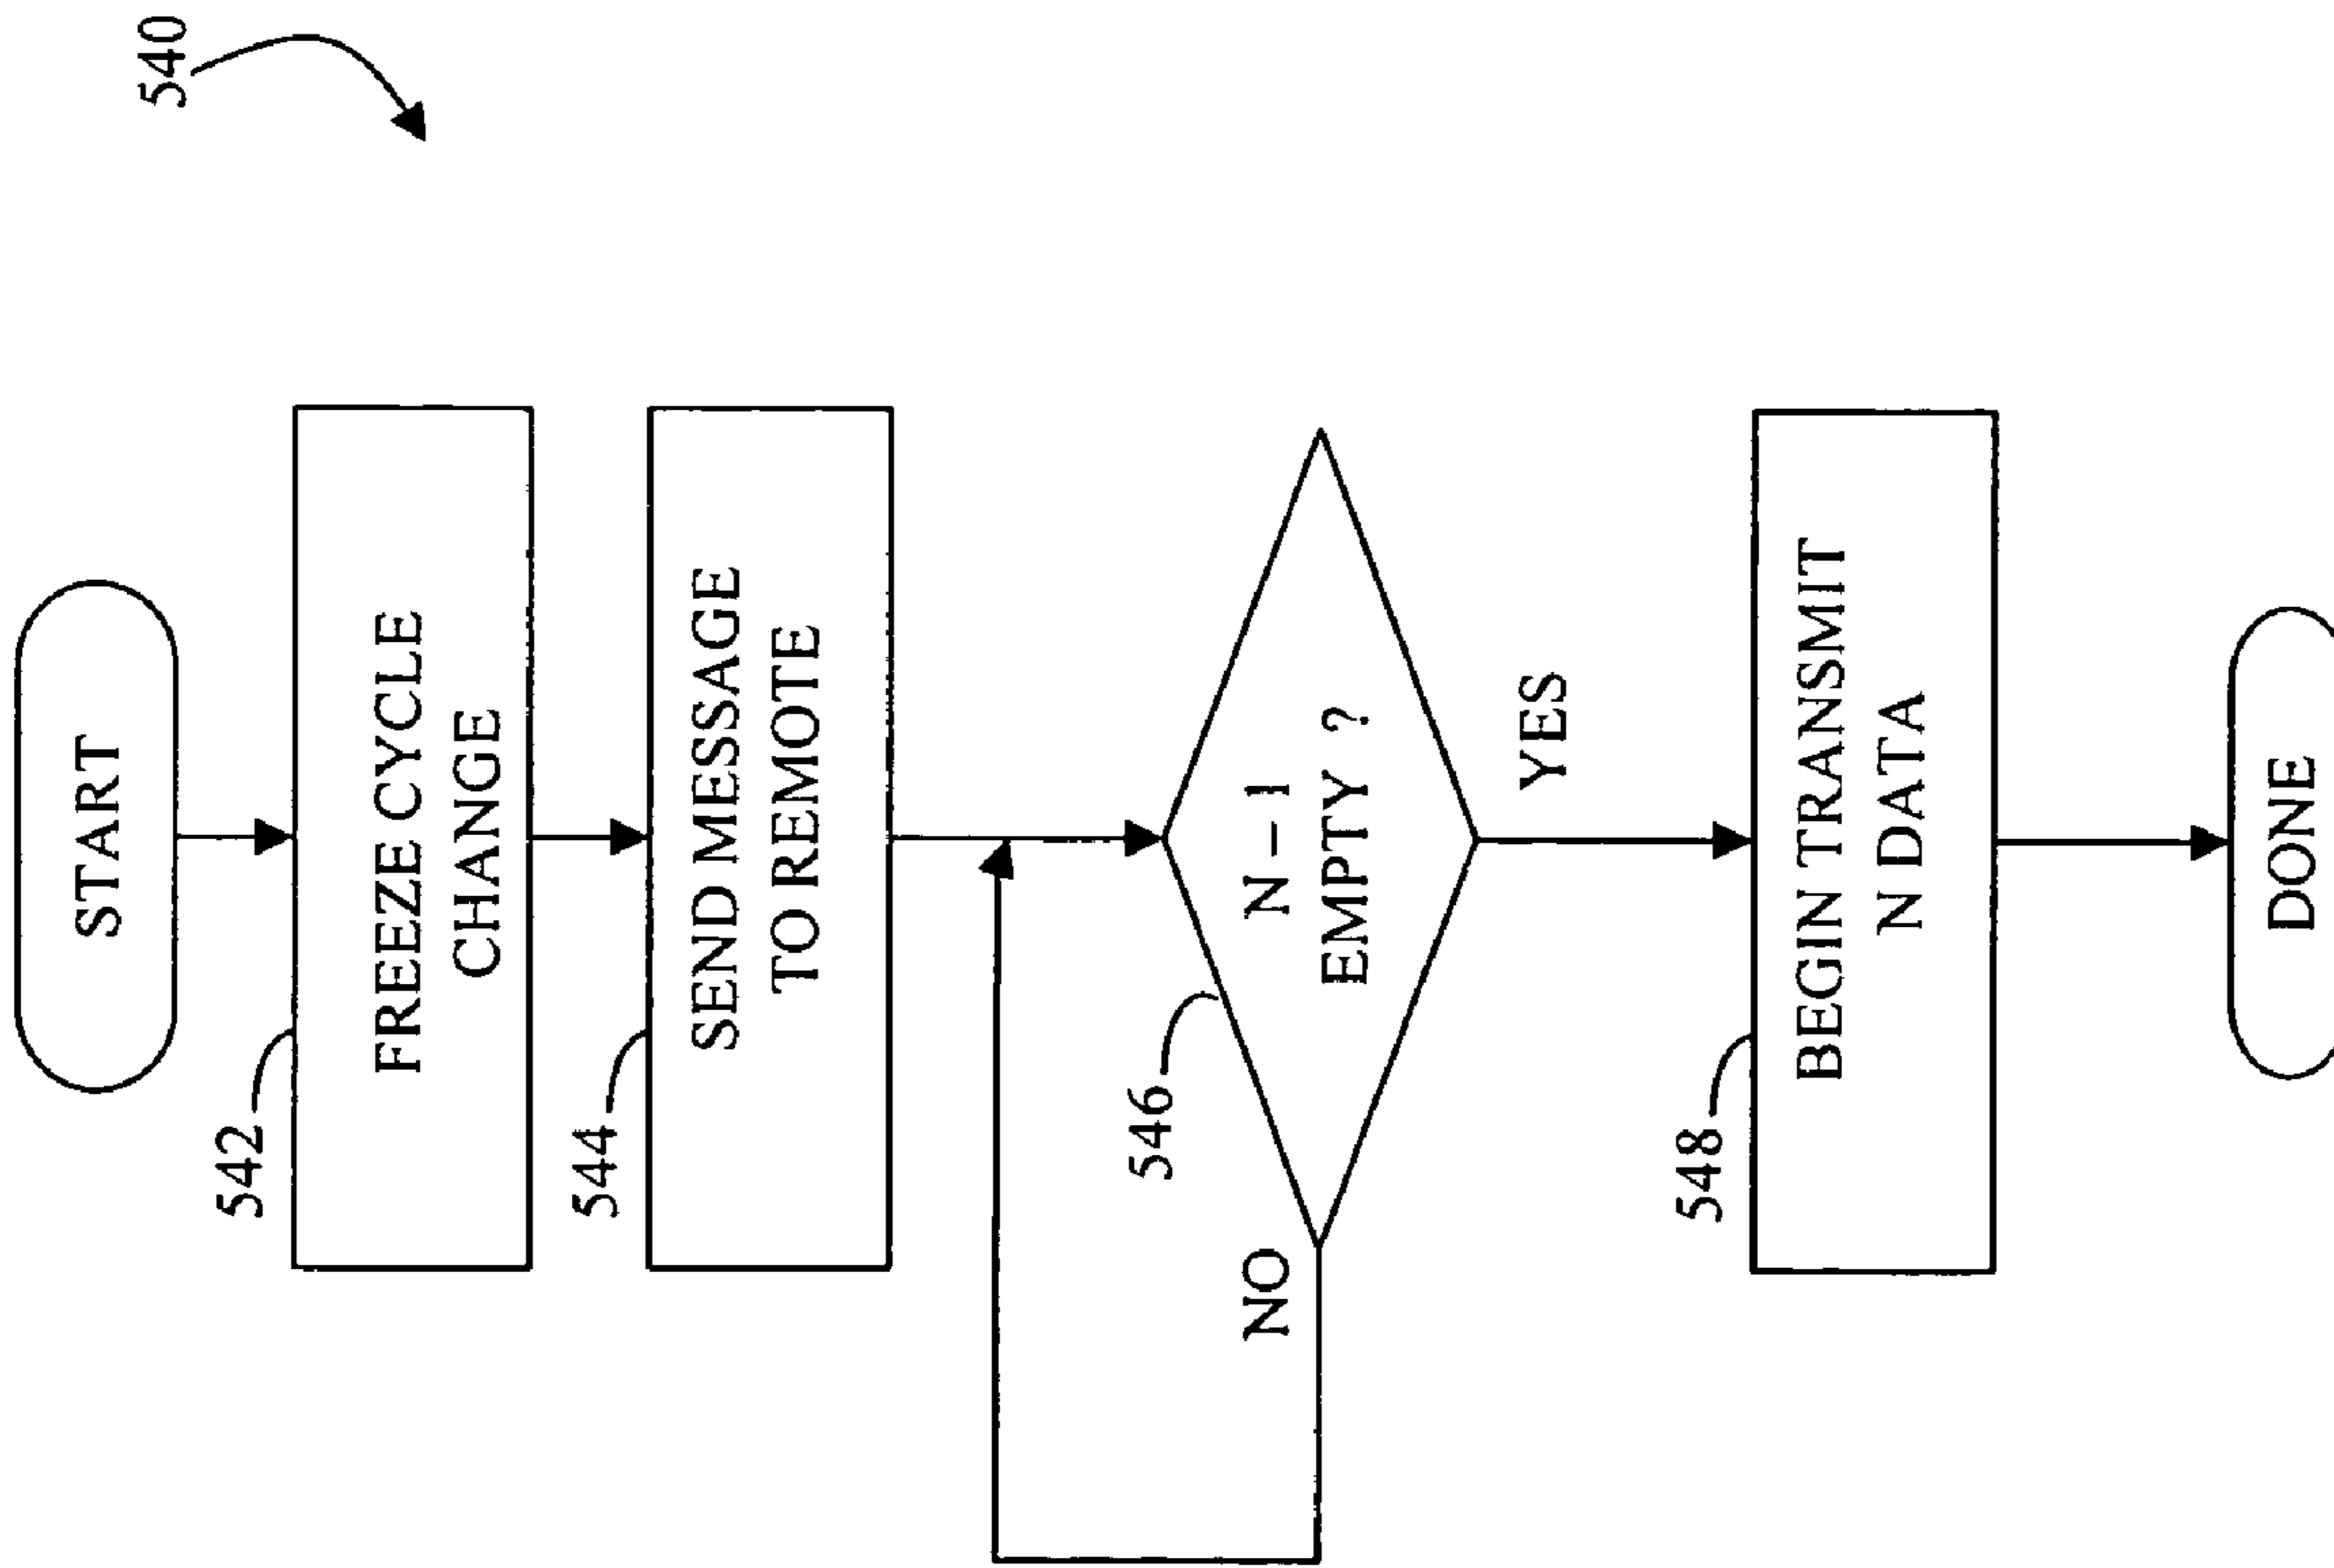 540
START
542
FREEZE CYCLE
CHANGE
544
SEND MESSAGE
TO REMOTE
546
N – 1
EMPTY ?
NO
YES
548
BEGIN TRANSMIT
N DATA
DONE